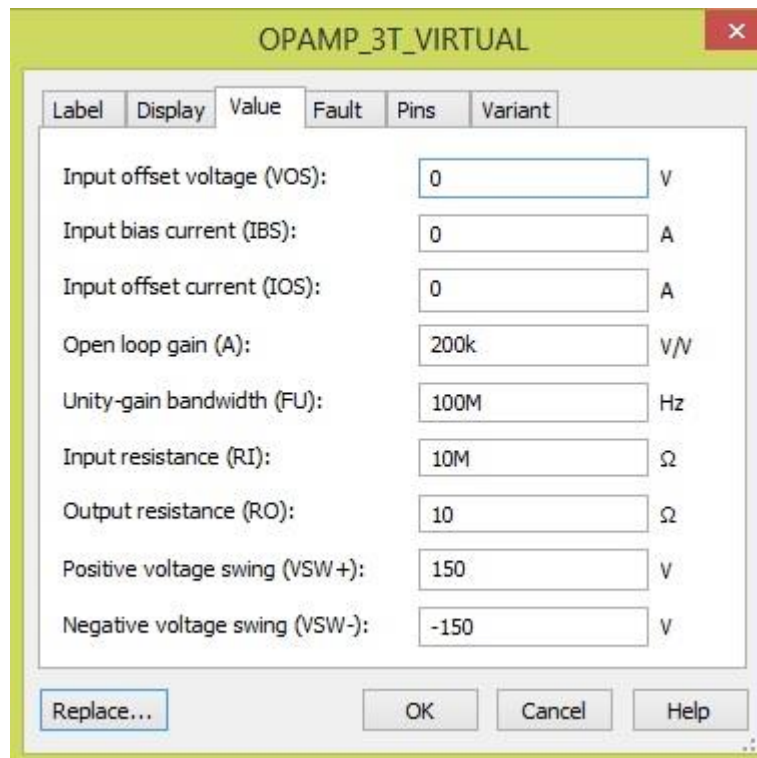 OPAMP_3T_VIRTUAL
Label Display Value Fault Pins Variant
Input offset voltage (VOS): 0 V
Input bias current (IBS): 0 A
Input offset current (IOS): 0 A
Open loop gain (A): 200k V/V
Unity-gain bandwidth (FU): 100M Hz
Input resistance (RI): 10M Ω
Output resistance (RO): 10 Ω
Positive voltage swing (VSW+): 150 V
Negative voltage swing (VSW-): -150 V
Replace... OK Cancel Help